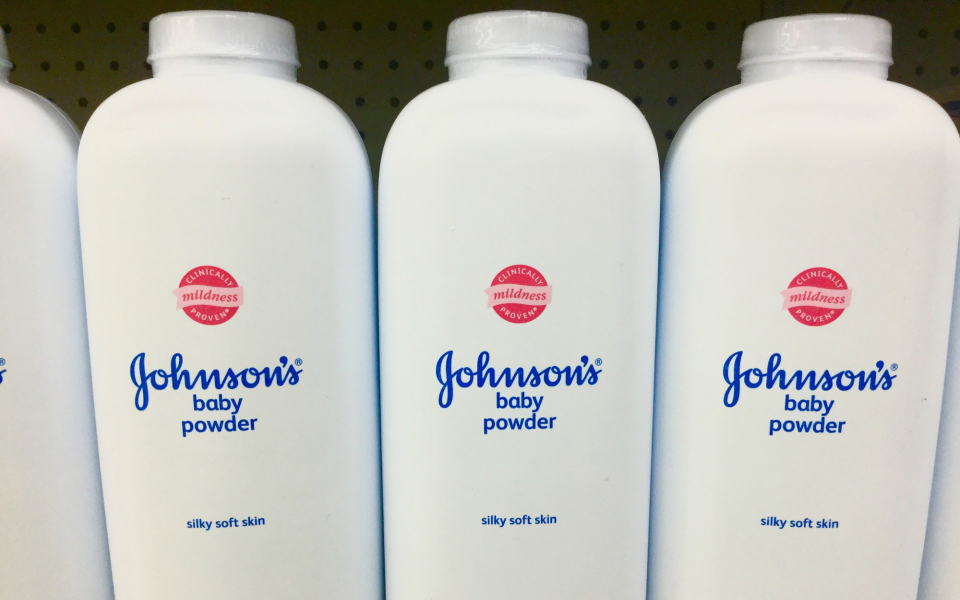 CLINICALLY
mildness
PROVEN®
Johnson's®
baby
powder
silky soft skin
CLINICALLY
mildness
PROVEN®
Johnson's®
baby
powder
silky soft skin
CLINICALLY
mildness
PROVEN®
Johnson's®
baby
powder
silky soft skin